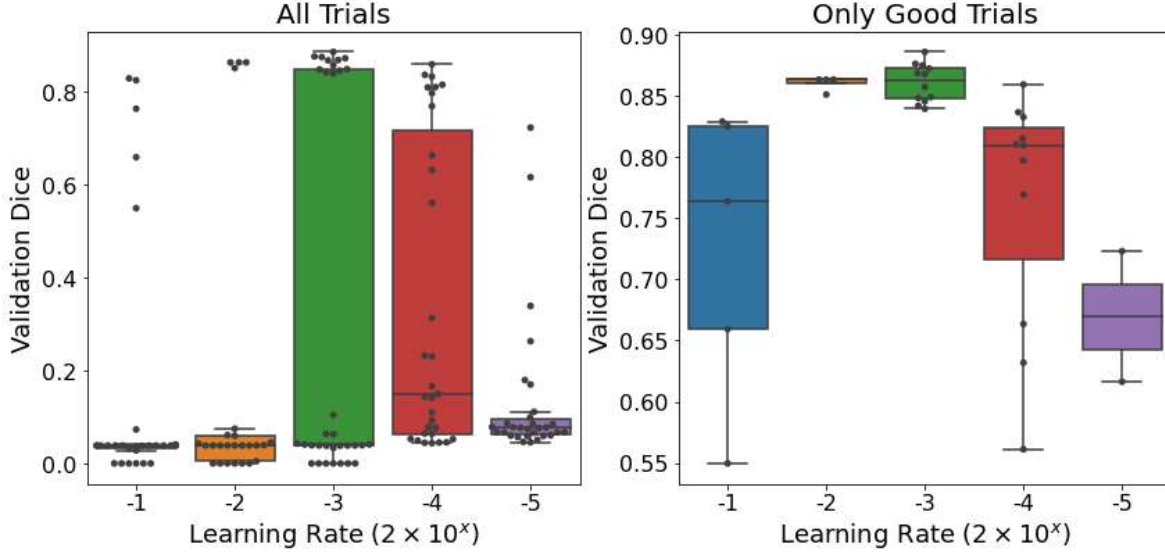 All Trials
Validation Dice
0.8
0.6
0.4
0.2
0.0
-1 -2 -3 -4 -5
Learning Rate (2 × 10^x)
Only Good Trials
Validation Dice
0.90
0.85
0.80
0.75
0.70
0.65
0.60
0.55
-1 -2 -3 -4 -5
Learning Rate (2 × 10^x)